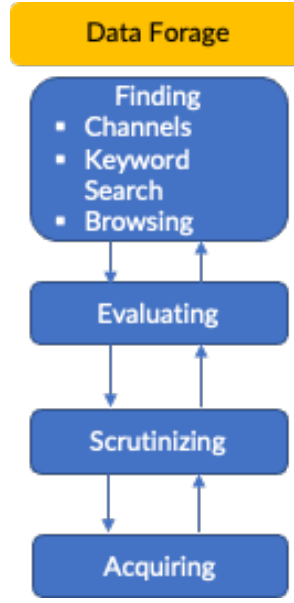 Data Forage
Finding
▪ Channels
▪ Keyword
Search
▪ Browsing
Evaluating
Scrutinizing
Acquiring